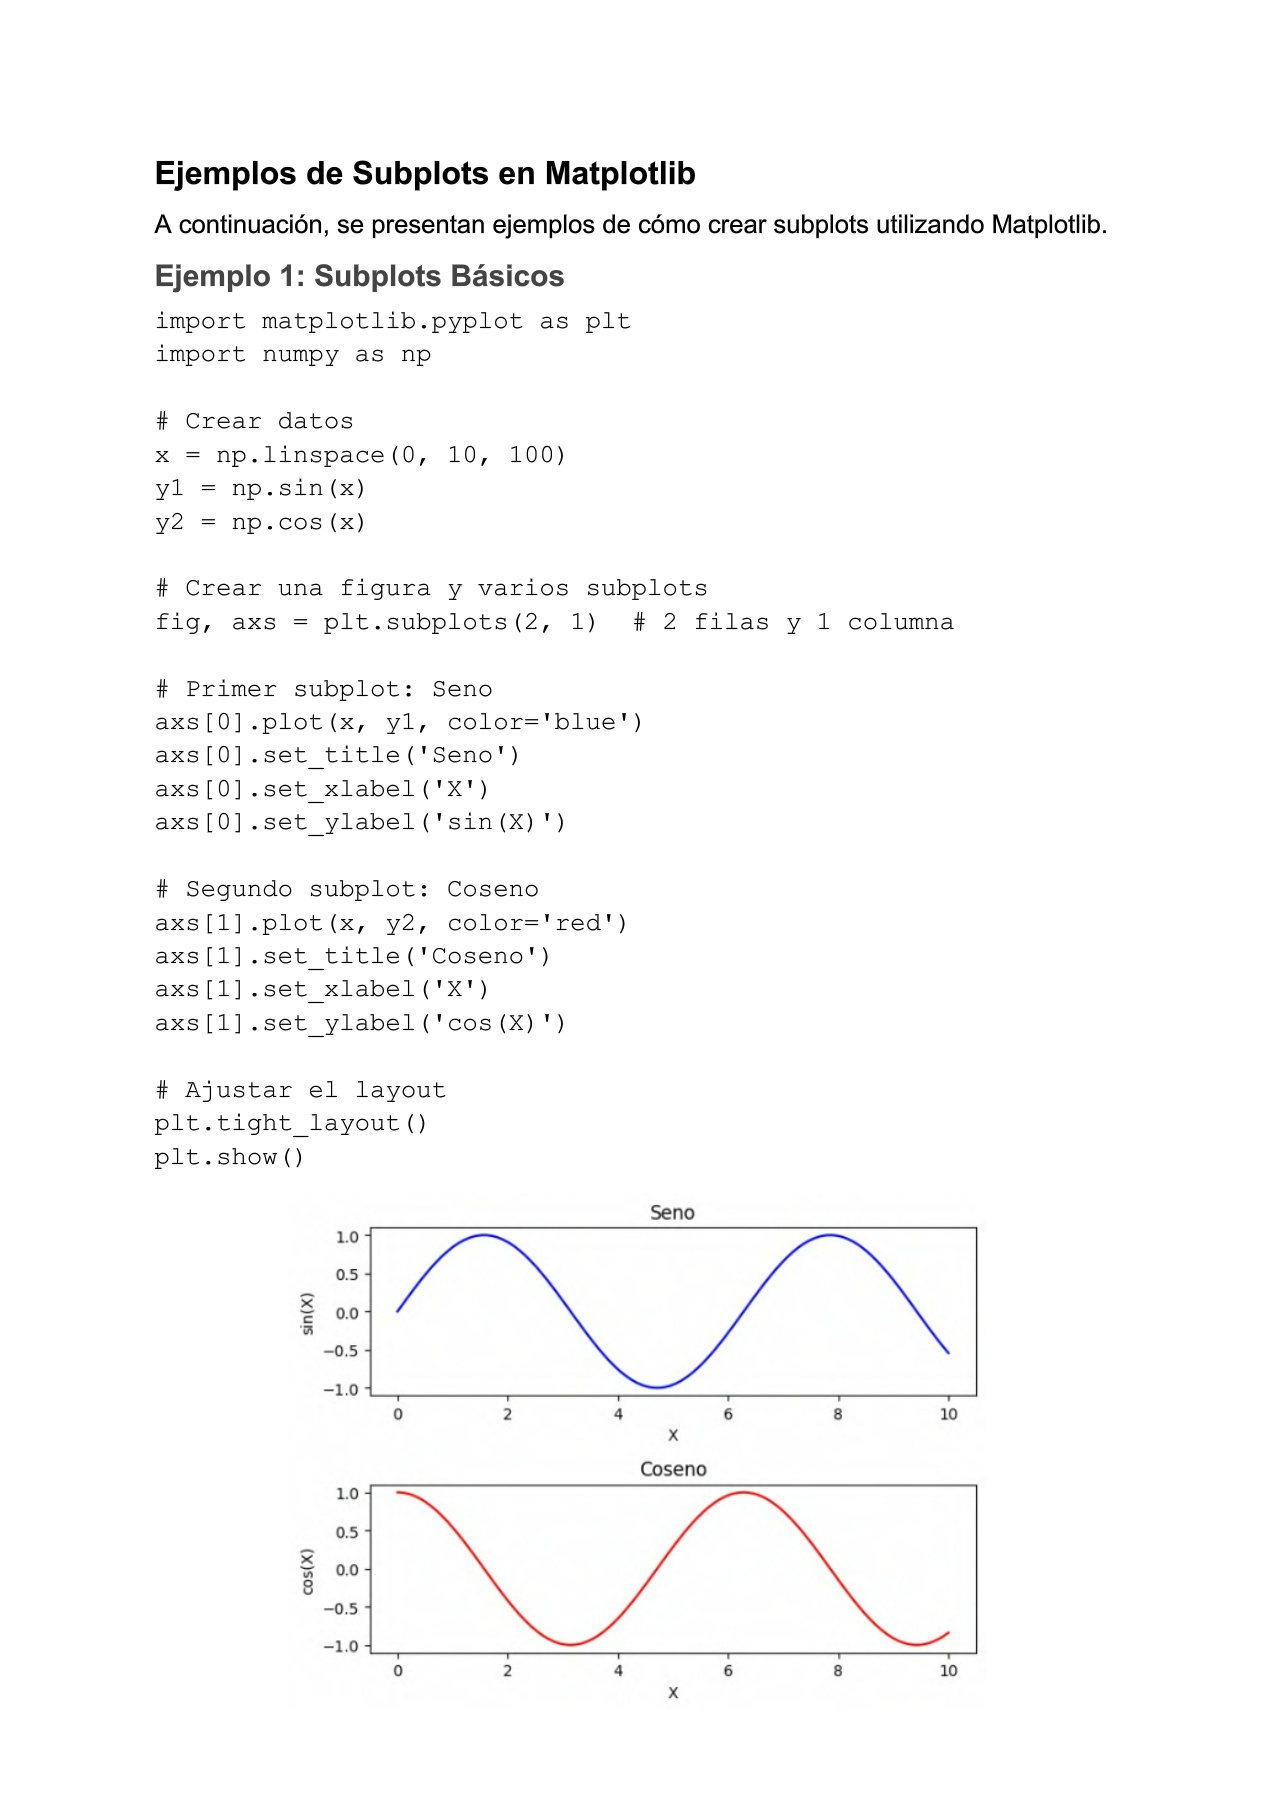 Ejemplos de Subplots en Matplotlib
A continuación, se presentan ejemplos de cómo crear subplots utilizando Matplotlib.
Ejemplo 1: Subplots Básicos
import matplotlib.pyplot as plt
import numpy as np

# Crear datos
x = np.linspace(0, 10, 100)
y1 = np.sin(x)
y2 = np.cos(x)

# Crear una figura y varios subplots
fig, axs = plt.subplots(2, 1)  # 2 filas y 1 columna

# Primer subplot: Seno
axs[0].plot(x, y1, color='blue')
axs[0].set_title('Seno')
axs[0].set_xlabel('X')
axs[0].set_ylabel('sin(X)')

# Segundo subplot: Coseno
axs[1].plot(x, y2, color='red')
axs[1].set_title('Coseno')
axs[1].set_xlabel('X')
axs[1].set_ylabel('cos(X)')

# Ajustar el layout
plt.tight_layout()
plt.show()

Seno
1.0
0.5
0.0
−0.5
−1.0
sin(X)
0 2 4 6 8 10
X
Coseno
1.0
0.5
0.0
−0.5
−1.0
cos(X)
0 2 4 6 8 10
X